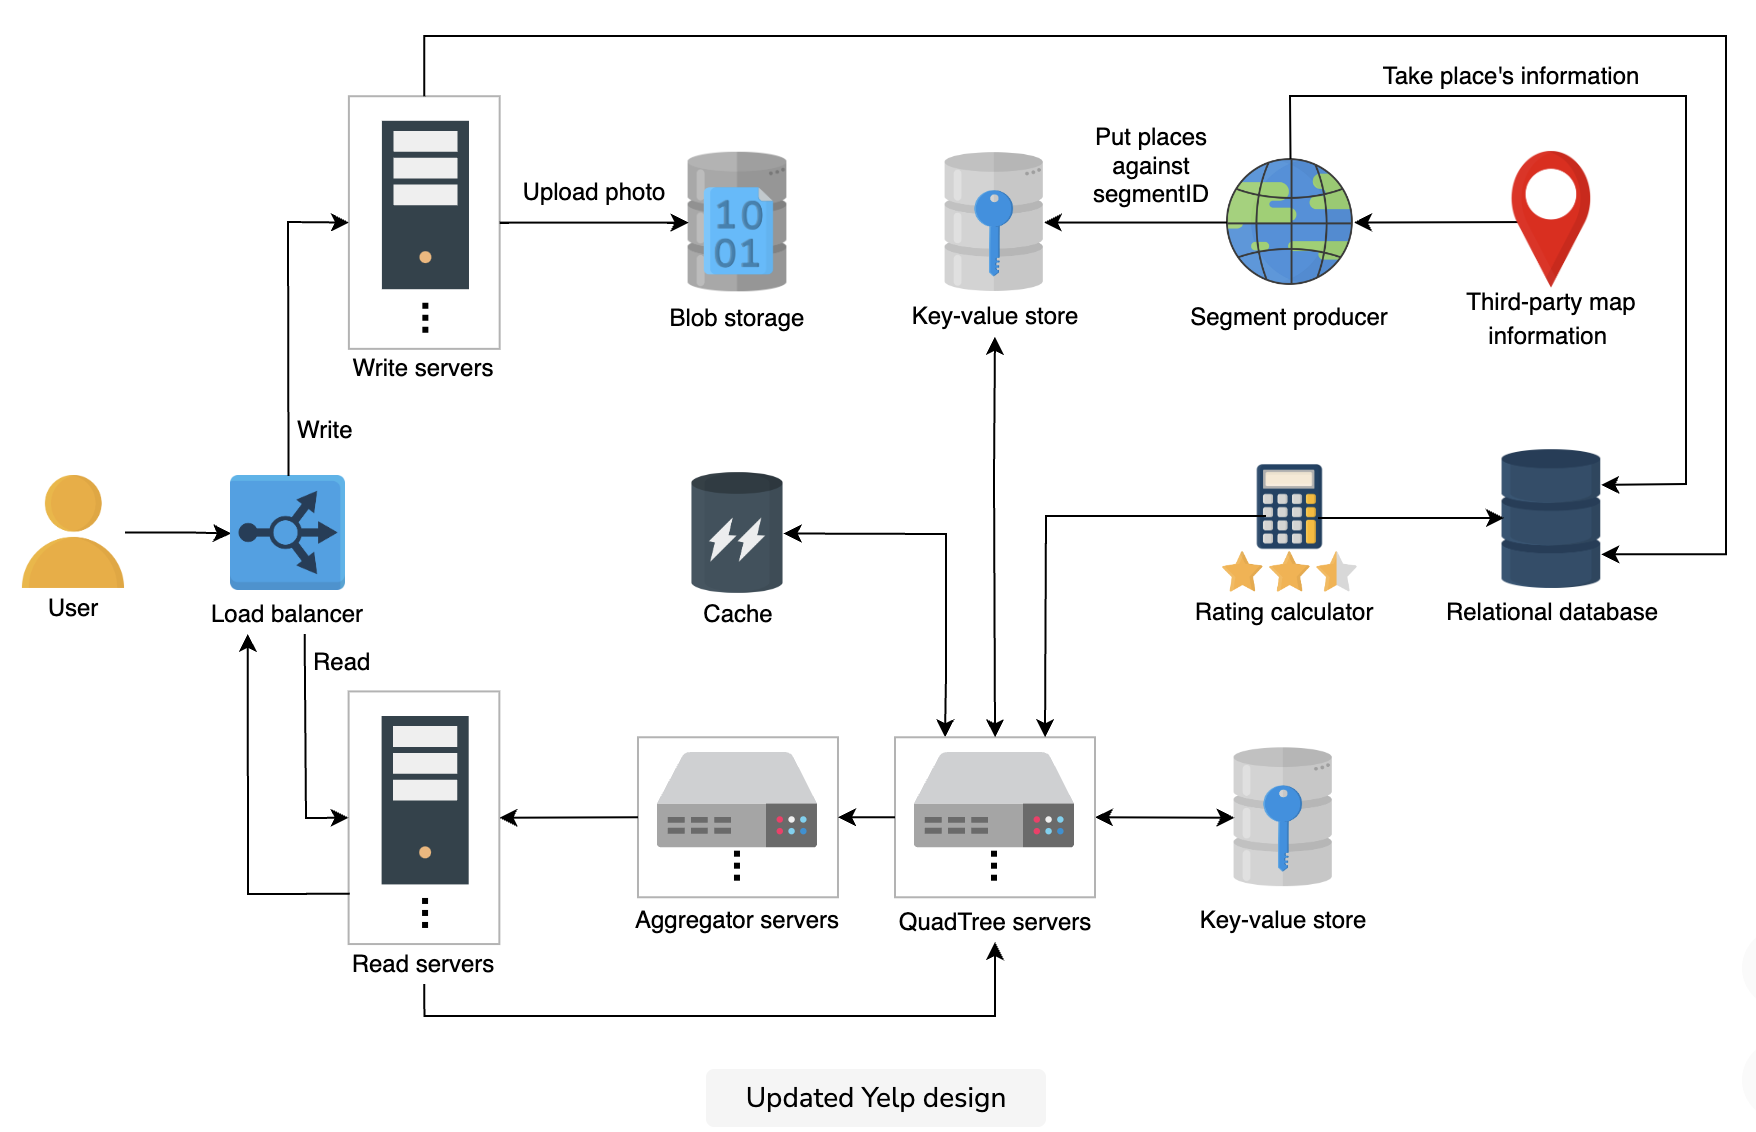 Take place's information
Put places
against
segmentID
Upload photo
10
01
Blob storage
Key-value store
Segment producer
Third-party map
information
Write servers
Write
User
Load balancer
Cache
Rating calculator
Relational database
Read
Aggregator servers
QuadTree servers
Key-value store
Read servers
Updated Yelp design